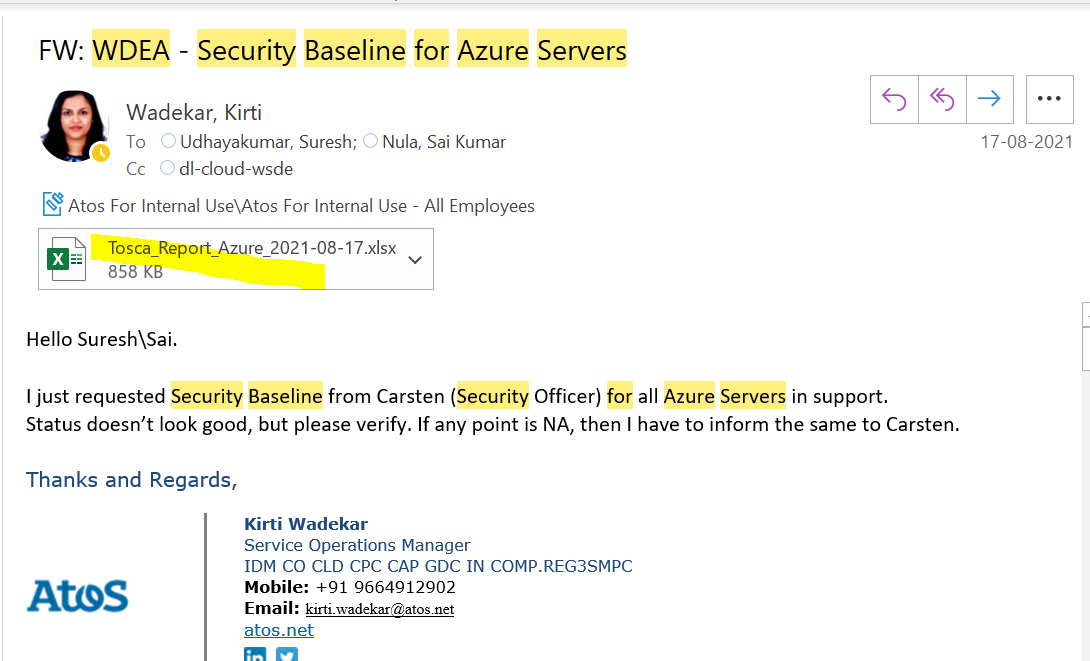 FW: WDEA - Security Baseline for Azure Servers
Wadekar, Kirti
To Udhayakumar, Suresh; Nula, Sai Kumar
17-08-2021
Cc dl-cloud-wsde
Atos For Internal Use\Atos For Internal Use - All Employees
Tosca_Report_Azure_2021-08-17.xlsx
858 KB
Hello Suresh\Sai.
I just requested Security Baseline from Carsten (Security Officer) for all Azure Servers in support.
Status doesn’t look good, but please verify. If any point is NA, then I have to inform the same to Carsten.
Thanks and Regards,
Kirti Wadekar
Service Operations Manager
IDM CO CLD CPC CAP GDC IN COMP.REG3SMPC
Mobile: +91 9664912902
Atos
Email: kirti.wadekar@atos.net
atos.net